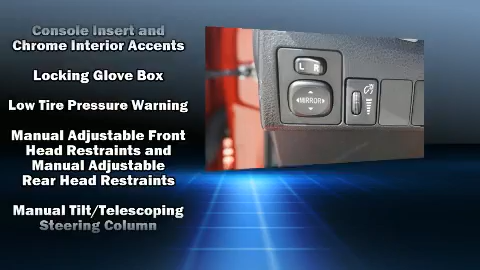 Console Insert and
Chrome Interior Accents
Locking Glove Box
Low Tire Pressure Warning
Manual Adjustable Front
Head Restraints and
Manual Adjustable
Rear Head Restraints
Manual Tilt/Telescoping
Steering Column
L R
MIRROR